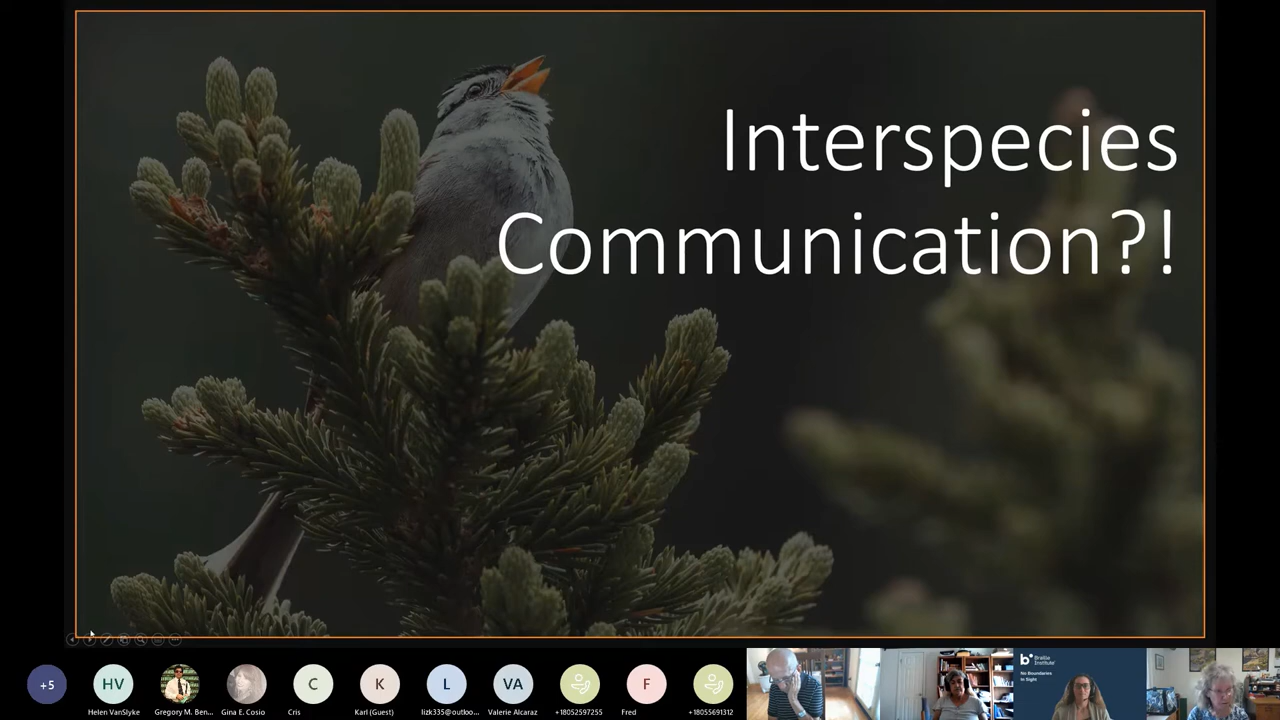 Interspecies
Communication?!
+5
HV
C
K
L
VA
F
Helen VanSlyke
Gregory M. Ben...
Gina E. Cosio
Cris
Karl (Guest)
lizk335@outloo...
Valerie Alcaraz
+18052597255
Fred
+18055691312
b
Braille
Institute
No Boundaries
In Sight